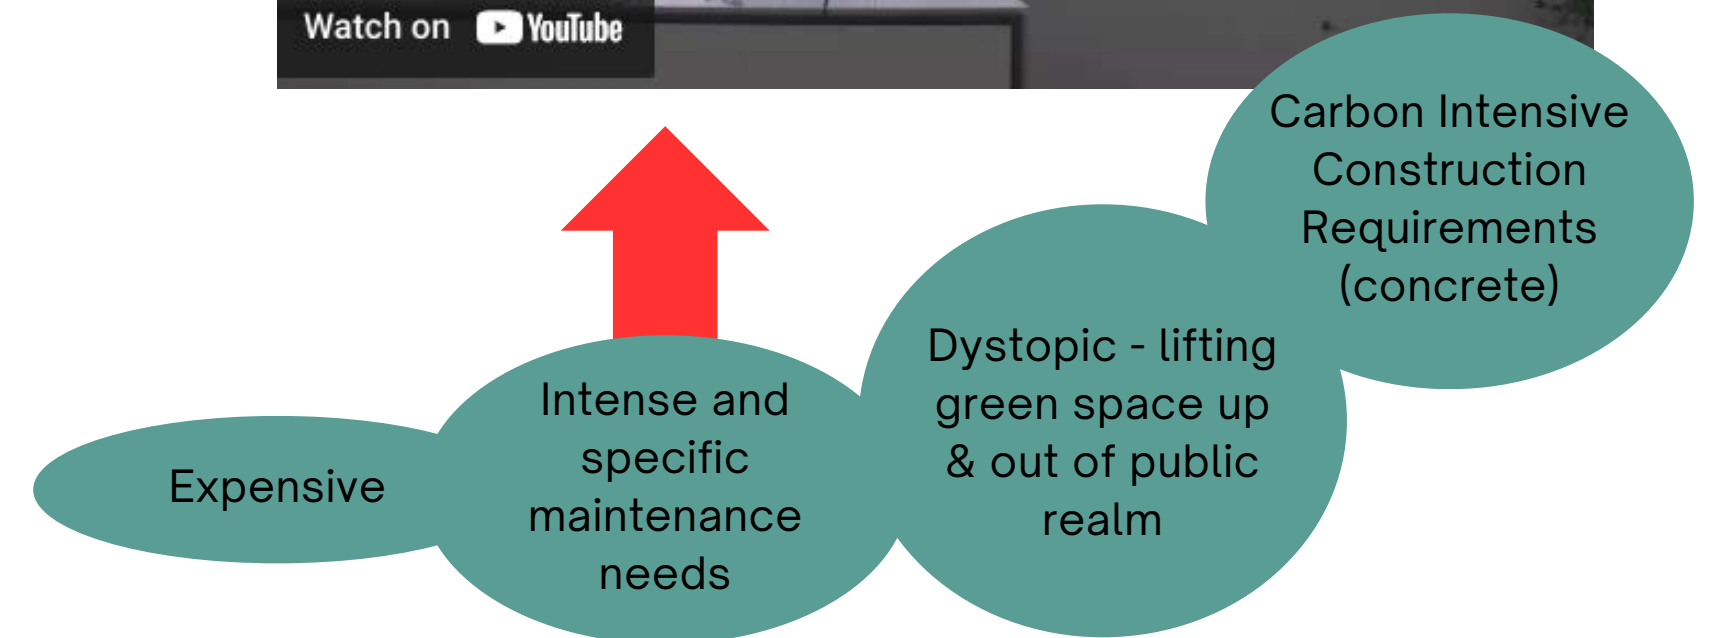 Watch on YouTube
Carbon Intensive
Construction
Requirements
(concrete)
Dystopic - lifting
green space up
& out of public
realm
Intense and
specific
maintenance
needs
Expensive